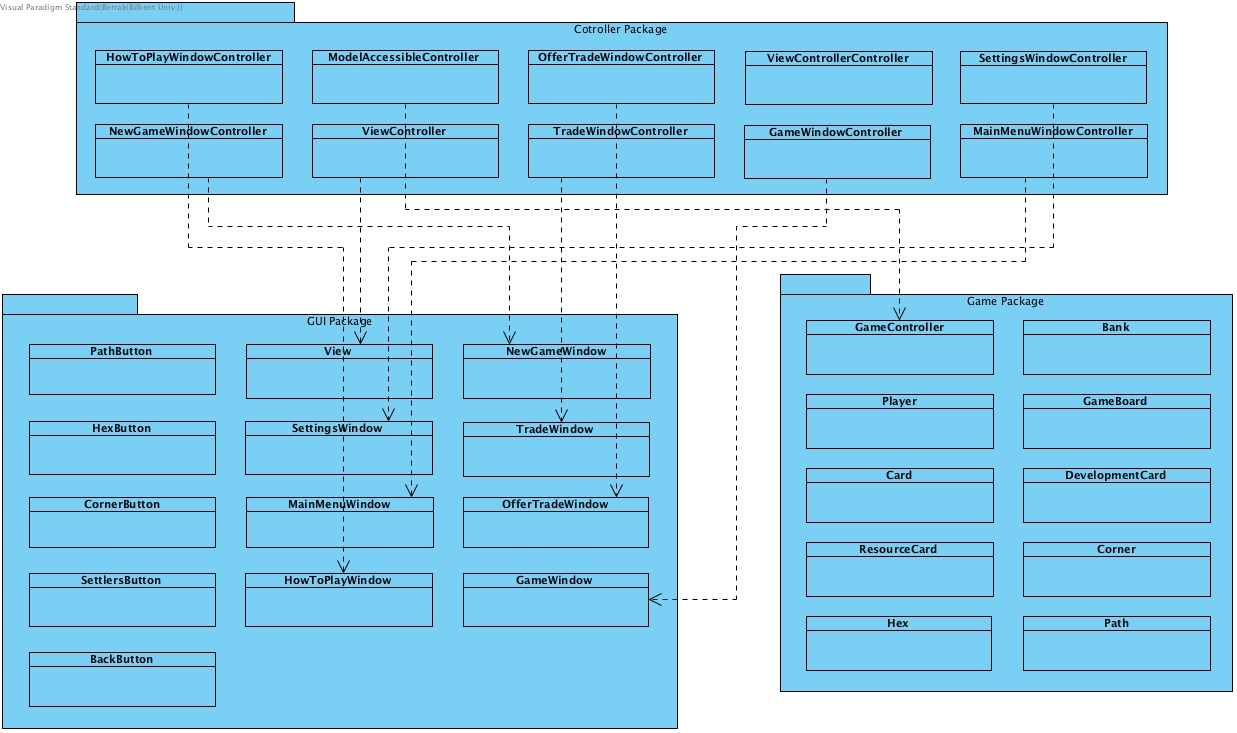 Visual Paradigm Standard(Berrak(Bilkent Univ.))
Cotroller Package
HowToPlayWindowController
ModelAccessibleController
OfferTradeWindowController
ViewControllerController
SettingsWindowController
NewGameWindowController
ViewController
TradeWindowController
GameWindowController
MainMenuWindowController
GUI Package
PathButton
View
NewGameWindow
HexButton
SettingsWindow
TradeWindow
CornerButton
MainMenuWindow
OfferTradeWindow
SettlersButton
HowToPlayWindow
GameWindow
BackButton
Game Package
GameController
Bank
Player
GameBoard
Card
DevelopmentCard
ResourceCard
Corner
Hex
Path